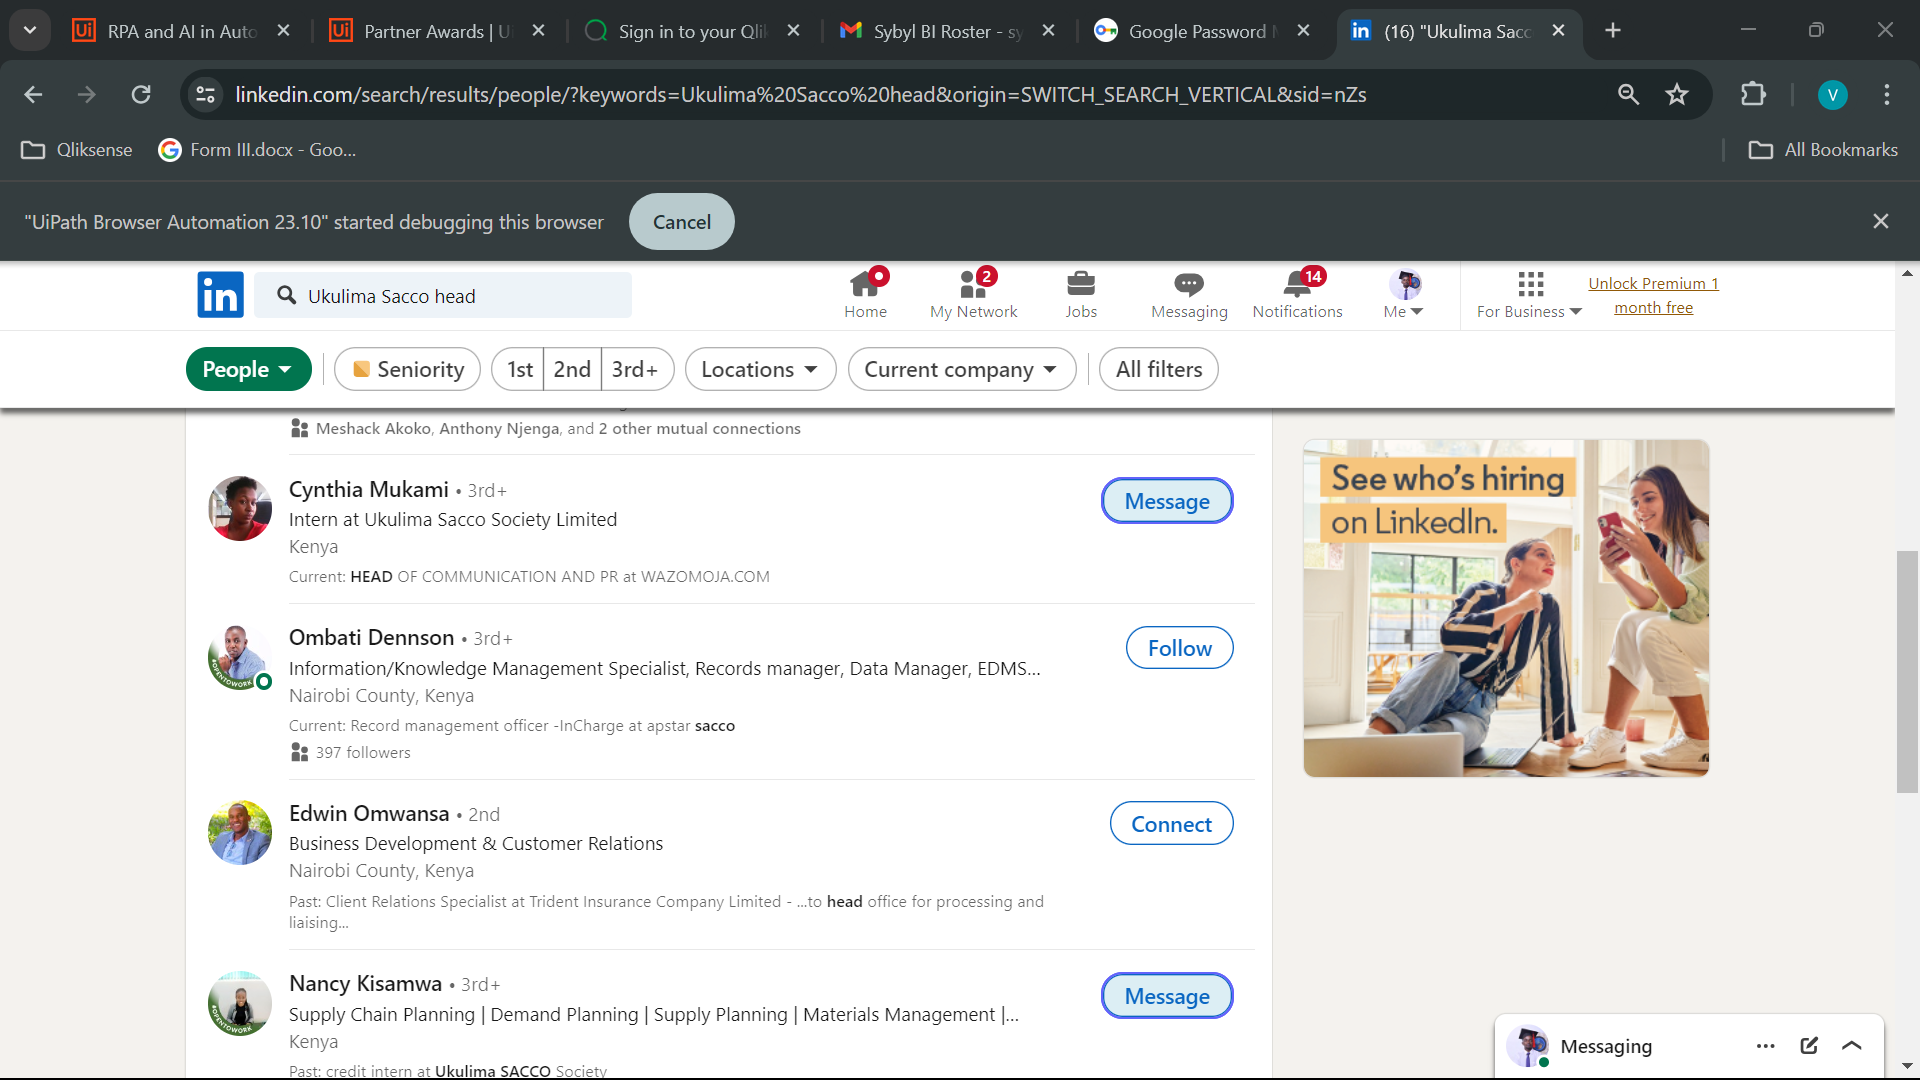 RPA and AI in Auto
Partner Awards | U
Sign in to your Qlik
Sybyl BI Roster - sy
Google Password M
(16) "Ukulima Sacc
linkedin.com/search/results/people/?keywords=Ukulima%20Sacco%20head&origin=SWITCH_SEARCH_VERTICAL&sid=nZs
V
Qliksense
Form III.docx - Goo...
All Bookmarks
"UiPath Browser Automation 23.10" started debugging this browser
Cancel
in
Ukulima Sacco head
Home
2
My Network
Jobs
Messaging
14
Notifications
Me
For Business
Unlock Premium 1
month free
People
Seniority
1st
2nd
3rd+
Locations
Current company
All filters
Meshack Akoko, Anthony Njenga, and 2 other mutual connections
Cynthia Mukami • 3rd+
Intern at Ukulima Sacco Society Limited
Kenya
Current: HEAD OF COMMUNICATION AND PR at WAZOMOJA.COM
Message
Ombati Dennson • 3rd+
Information/Knowledge Management Specialist, Records manager, Data Manager, EDMS...
Nairobi County, Kenya
Current: Record management officer -InCharge at apstar sacco
397 followers
Follow
#OPENTOWORK
Edwin Omwansa • 2nd
Business Development & Customer Relations
Nairobi County, Kenya
Past: Client Relations Specialist at Trident Insurance Company Limited - ...to head office for processing and
liaising...
Connect
Nancy Kisamwa • 3rd+
Supply Chain Planning | Demand Planning | Supply Planning | Materials Management |...
Kenya
Past: credit intern at Ukulima SACCO Society
Message
#OPENTOWORK
See who's hiring
on LinkedIn.
Messaging